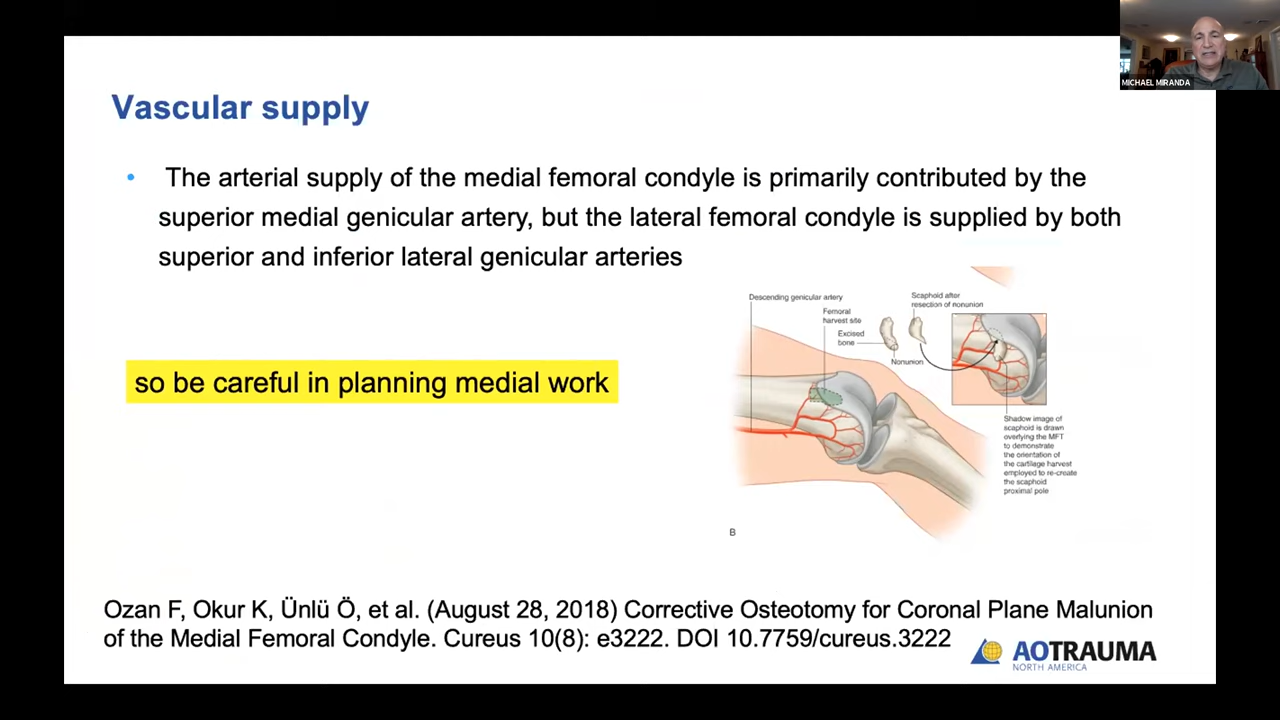 MICHAEL MIRANDA
Vascular supply
• The arterial supply of the medial femoral condyle is primarily contributed by the
superior medial genicular artery, but the lateral femoral condyle is supplied by both
superior and inferior lateral genicular arteries
so be careful in planning medial work
Descending genicular artery
Femoral
harvest site
Excised
bone
Scaphoid after
resection of nonunion
Nonunion
Shadow image of
scaphoid is drawn
overlying the MFT
to demonstrate
the orientation of
the cartilage harvest
employed to re-create
the scaphoid
proximal pole
B
Ozan F, Okur K, Ünlü Ö, et al. (August 28, 2018) Corrective Osteotomy for Coronal Plane Malunion
of the Medial Femoral Condyle. Cureus 10(8): e3222. DOI 10.7759/cureus.3222
AOTRAUMA
NORTH AMERICA